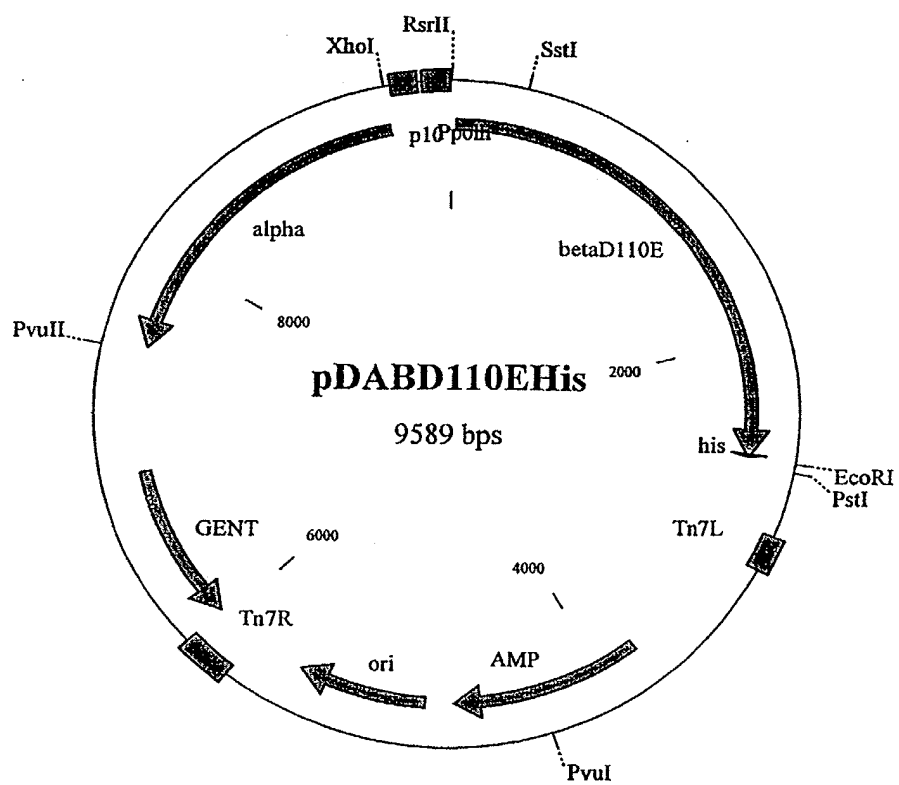 RsrII
XhoI
SstI
p10
Ppolh
alpha
betaD110E
PvuII
8000
pDABD110EHis
2000
9589 bps
his
EcoRI
PstI
GENT
Tn7L
6000
4000
Tn7R
ori
AMP
PvuI